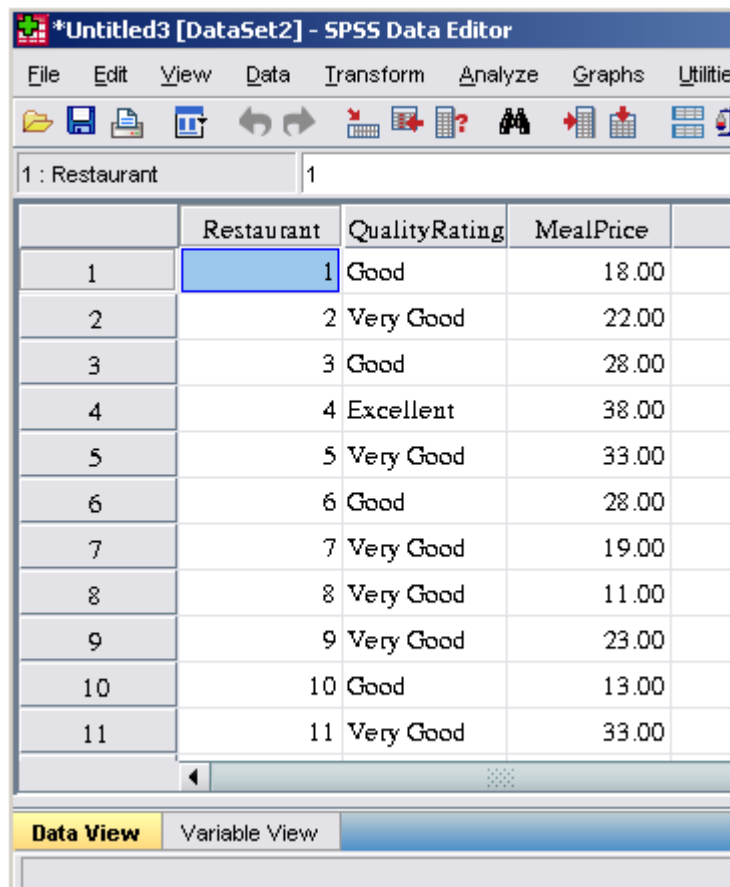 *Untitled3 [DataSet2] - SPSS Data Editor
File Edit View Data Transform Analyze Graphs
1 : Restaurant 1
Restaurant QualityRating MealPrice
1 1 Good 18.00
2 2 Very Good 22.00
3 3 Good 28.00
4 4 Excellent 38.00
5 5 Very Good 33.00
6 6 Good 28.00
7 7 Very Good 19.00
8 8 Very Good 11.00
9 9 Very Good 23.00
10 10 Good 13.00
11 11 Very Good 33.00
Data View Variable View